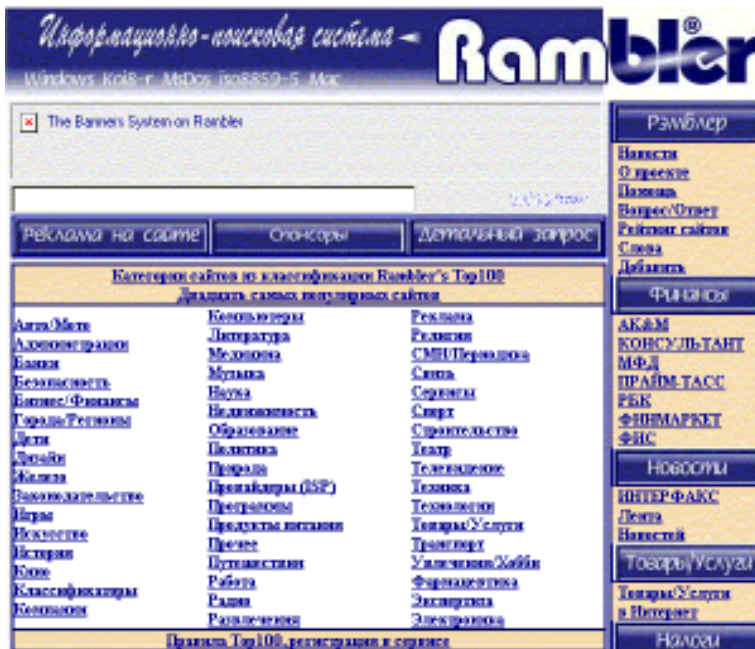 Информационно-поисковая система
Rambler
Windows Koi8-r MsDos iso8859-5 Mac
The Banners System on Rambler
Реклама на сайте
Спонсоры
Детальный запрос
Категории сайтов из классификации Rambler's Top100
Двадцать самых популярных сайтов
Авто/Мото
Администрации
Банки
Безопасность
Бизнес/Финансы
Города/Регионы
Дети
Дизайн
Железо
Законодательство
Игры
Искусство
История
Кино
Классификаторы
Компании
Компьютеры
Литература
Медицина
Музыка
Наука
Недвижимость
Образование
Политика
Природа
Провайдеры (ISP)
Программы
Продукты питания
Прочее
Путешествия
Работа
Радио
Развлечения
Реклама
Религия
СМИ/Периодика
Связь
Сервисы
Спорт
Строительство
Театр
Телевидение
Техника
Технологии
Товары/Услуги
Транспорт
Увлечения/Хобби
Фармацевтика
Экспертиза
Электроника
Правила Top100, регистрация и сервисы
Рэмблер
Новости
О проекте
Помощь
Вопрос/Ответ
Рейтинг сайтов
Слова
Добавить
Финансы
AK&M
КОНСУЛЬТАНТ
МФД
ПРАЙМ-ТАСС
РБК
ФИНМАРКЕТ
ФИС
Новости
ИНТЕРФАКС
Лента
Новостей
Товары/Услуги
Товары/Услуги
в Интернет
Налоги